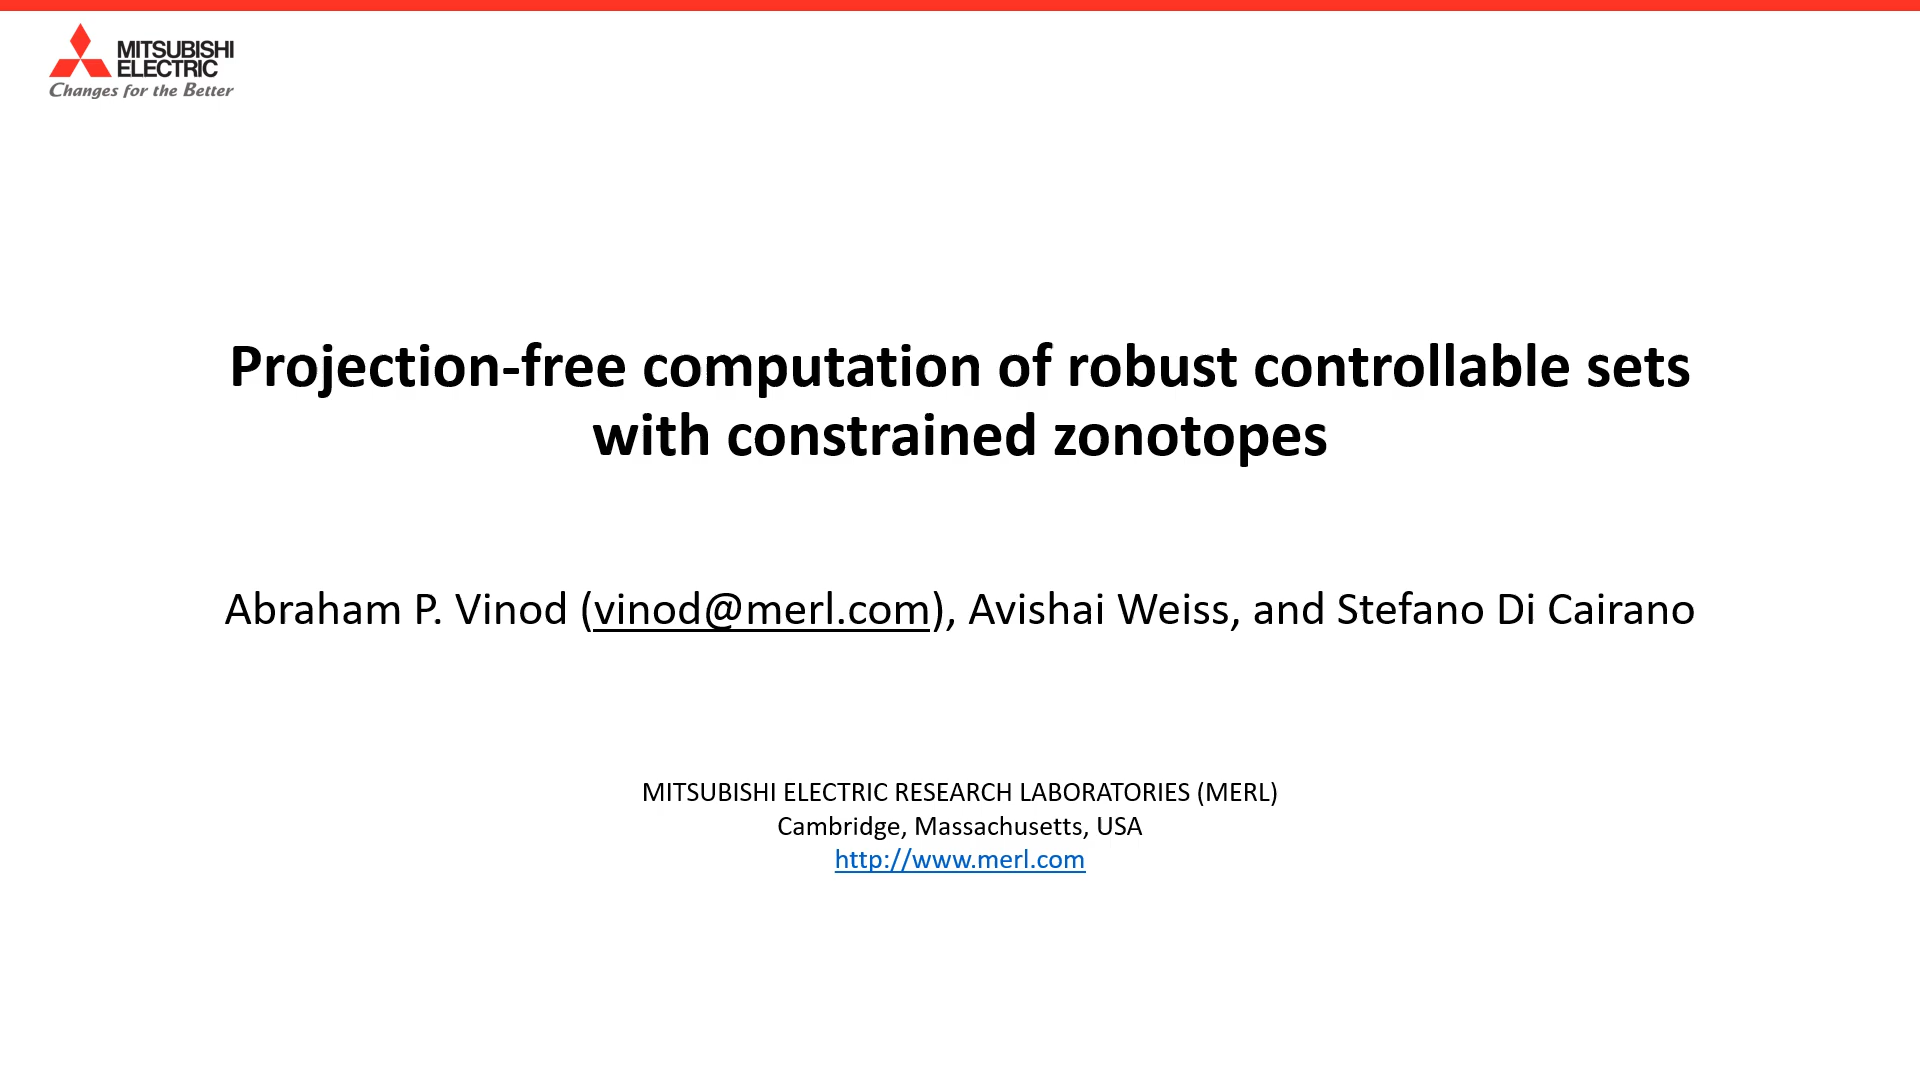 MITSUBISHI
ELECTRIC
Changes for the Better
Projection-free computation of robust controllable sets
with constrained zonotopes
Abraham P. Vinod (vinod@merl.com), Avishai Weiss, and Stefano Di Cairano
MITSUBISHI ELECTRIC RESEARCH LABORATORIES (MERL)
Cambridge, Massachusetts, USA
http://www.merl.com